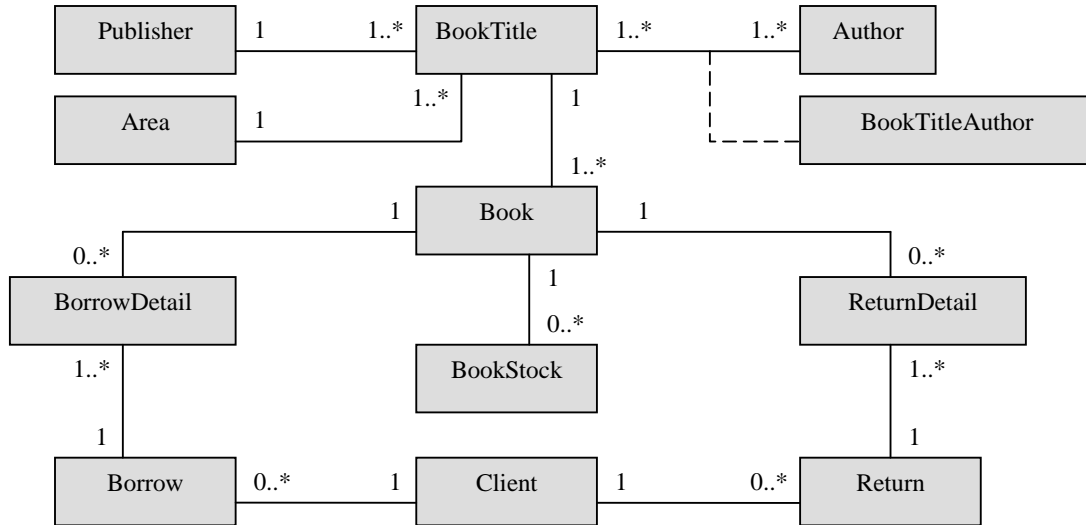 Publisher 1 1..* BookTitle 1..* 1..* Author
Area 1 1..* 1 BookTitleAuthor
1..*
1 Book 1
0..* 1 0..*
BorrowDetail ReturnDetail
0..*
1..* BookStock 1..*
1 1
Borrow 0..* 1 Client 1 0..* Return